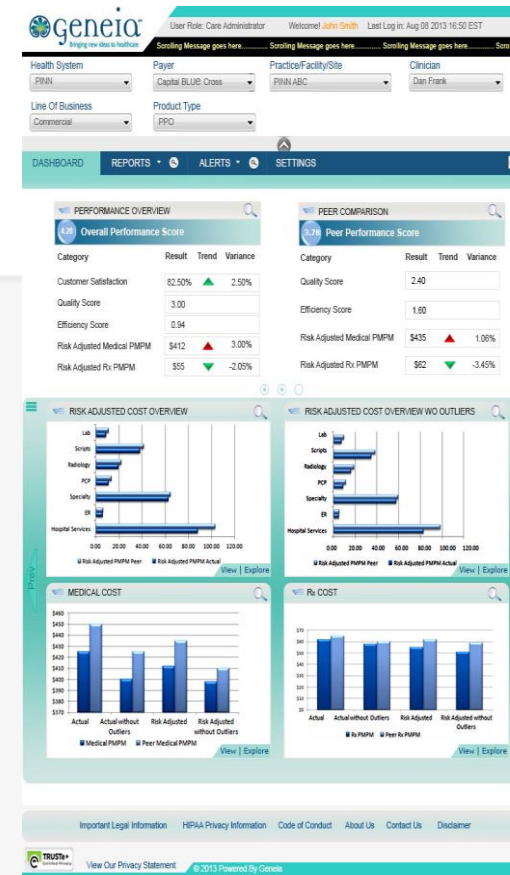 geneia
Bringing new ideas to healthcare
User Role: Care Administrator Welcome! John Smith Last Log in: Aug 08 2013 16:50 EST
Scrolling Message goes here............ Scrolling Message goes here............ Scrolling Message goes here............ Scro
Health System Payer Practice/Facility/Site Clinician
PINN Capital BLUE Cross PINN ABC Dan Frank
Line Of Business Product Type
Commercial PPO
DASHBOARD REPORTS ALERTS SETTINGS
PERFORMANCE OVERVIEW
4.20 Overall Performance Score
Category Result Trend Variance
Customer Satisfaction 82.50% 2.50%
Quality Score 3.00
Efficiency Score 0.94
Risk Adjusted Medical PMPM $412 3.00%
Risk Adjusted Rx PMPM $55 -2.05%
PEER COMPARISON
3.78 Peer Performance Score
Category Result Trend Variance
Quality Score 2.40
Efficiency Score 1.60
Risk Adjusted Medical PMPM $435 1.06%
Risk Adjusted Rx PMPM $62 -3.45%
Prev
RISK ADJUSTED COST OVERVIEW
Lab
Scripts
Radiology
PCP
Specialty
ER
Hospital Services
0.00 20.00 40.00 60.00 80.00 100.00 120.00
Risk Adjusted PMPM Peer Risk Adjusted PMPM Actual
View | Explore
RISK ADJUSTED COST OVERVIEW WO OUTLIERS
Lab
Scripts
Radiology
PCP
Specialty
ER
Hospital Services
0.00 20.00 40.00 60.00 80.00 100.00 120.00
Risk Adjusted PMPM Peer Risk Adjusted PMPM Actual
View | Explore
MEDICAL COST
$460
$450
$440
$430
$420
$410
$400
$390
$380
$370
Actual Actual without Risk Adjusted Risk Adjusted
Outliers without Outliers
Medical PMPM Peer Medical PMPM
View | Explore
Rx COST
$70
$60
$50
$40
$30
$20
$10
$0
Actual Actual without Outliers Risk Adjusted Risk Adjusted without
Outliers
Rx PMPM Peer Rx PMPM
View | Explore
Important Legal Information HIPAA Privacy Information Code of Conduct About Us Contact Us Disclaimer
TRUSTe
Certified Privacy
View Our Privacy Statement © 2013 Powered By Geneia